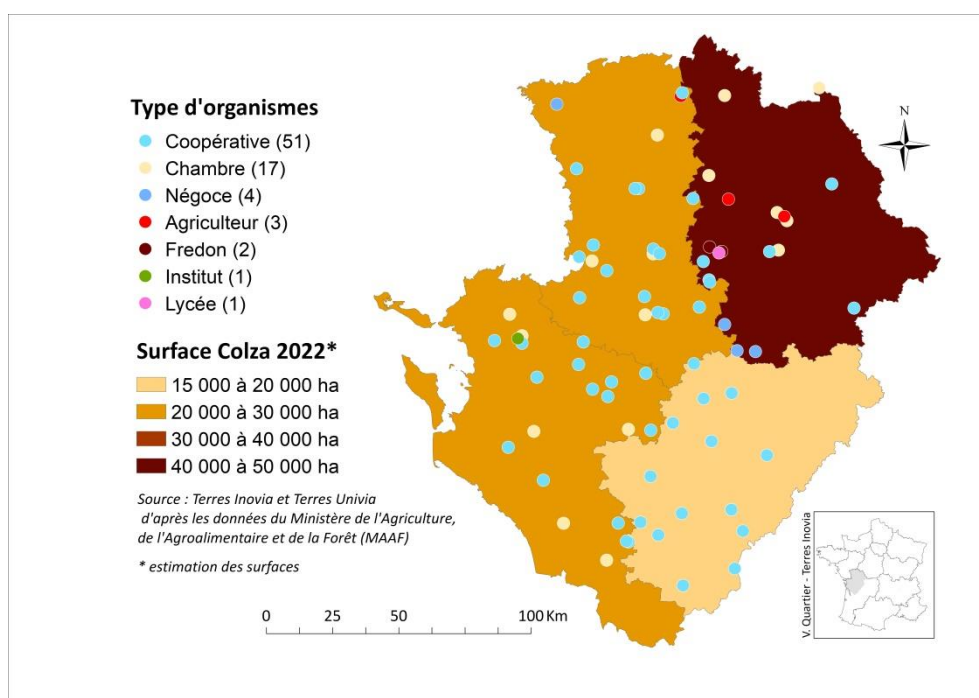 Type d'organismes
Coopérative (51)
Chambre (17)
Négoce (4)
Agriculteur (3)
Fredon (2)
Institut (1)
Lycée (1)
Surface Colza 2022*
15 000 à 20 000 ha
20 000 à 30 000 ha
30 000 à 40 000 ha
40 000 à 50 000 ha
Source : Terres Inovia et Terres Univia
d'après les données du Ministère de l'Agriculture,
de l'Agroalimentaire et de la Forêt (MAAF)
* estimation des surfaces
0 25 50 100 Km
N
V. Quartier - Terres Inovia